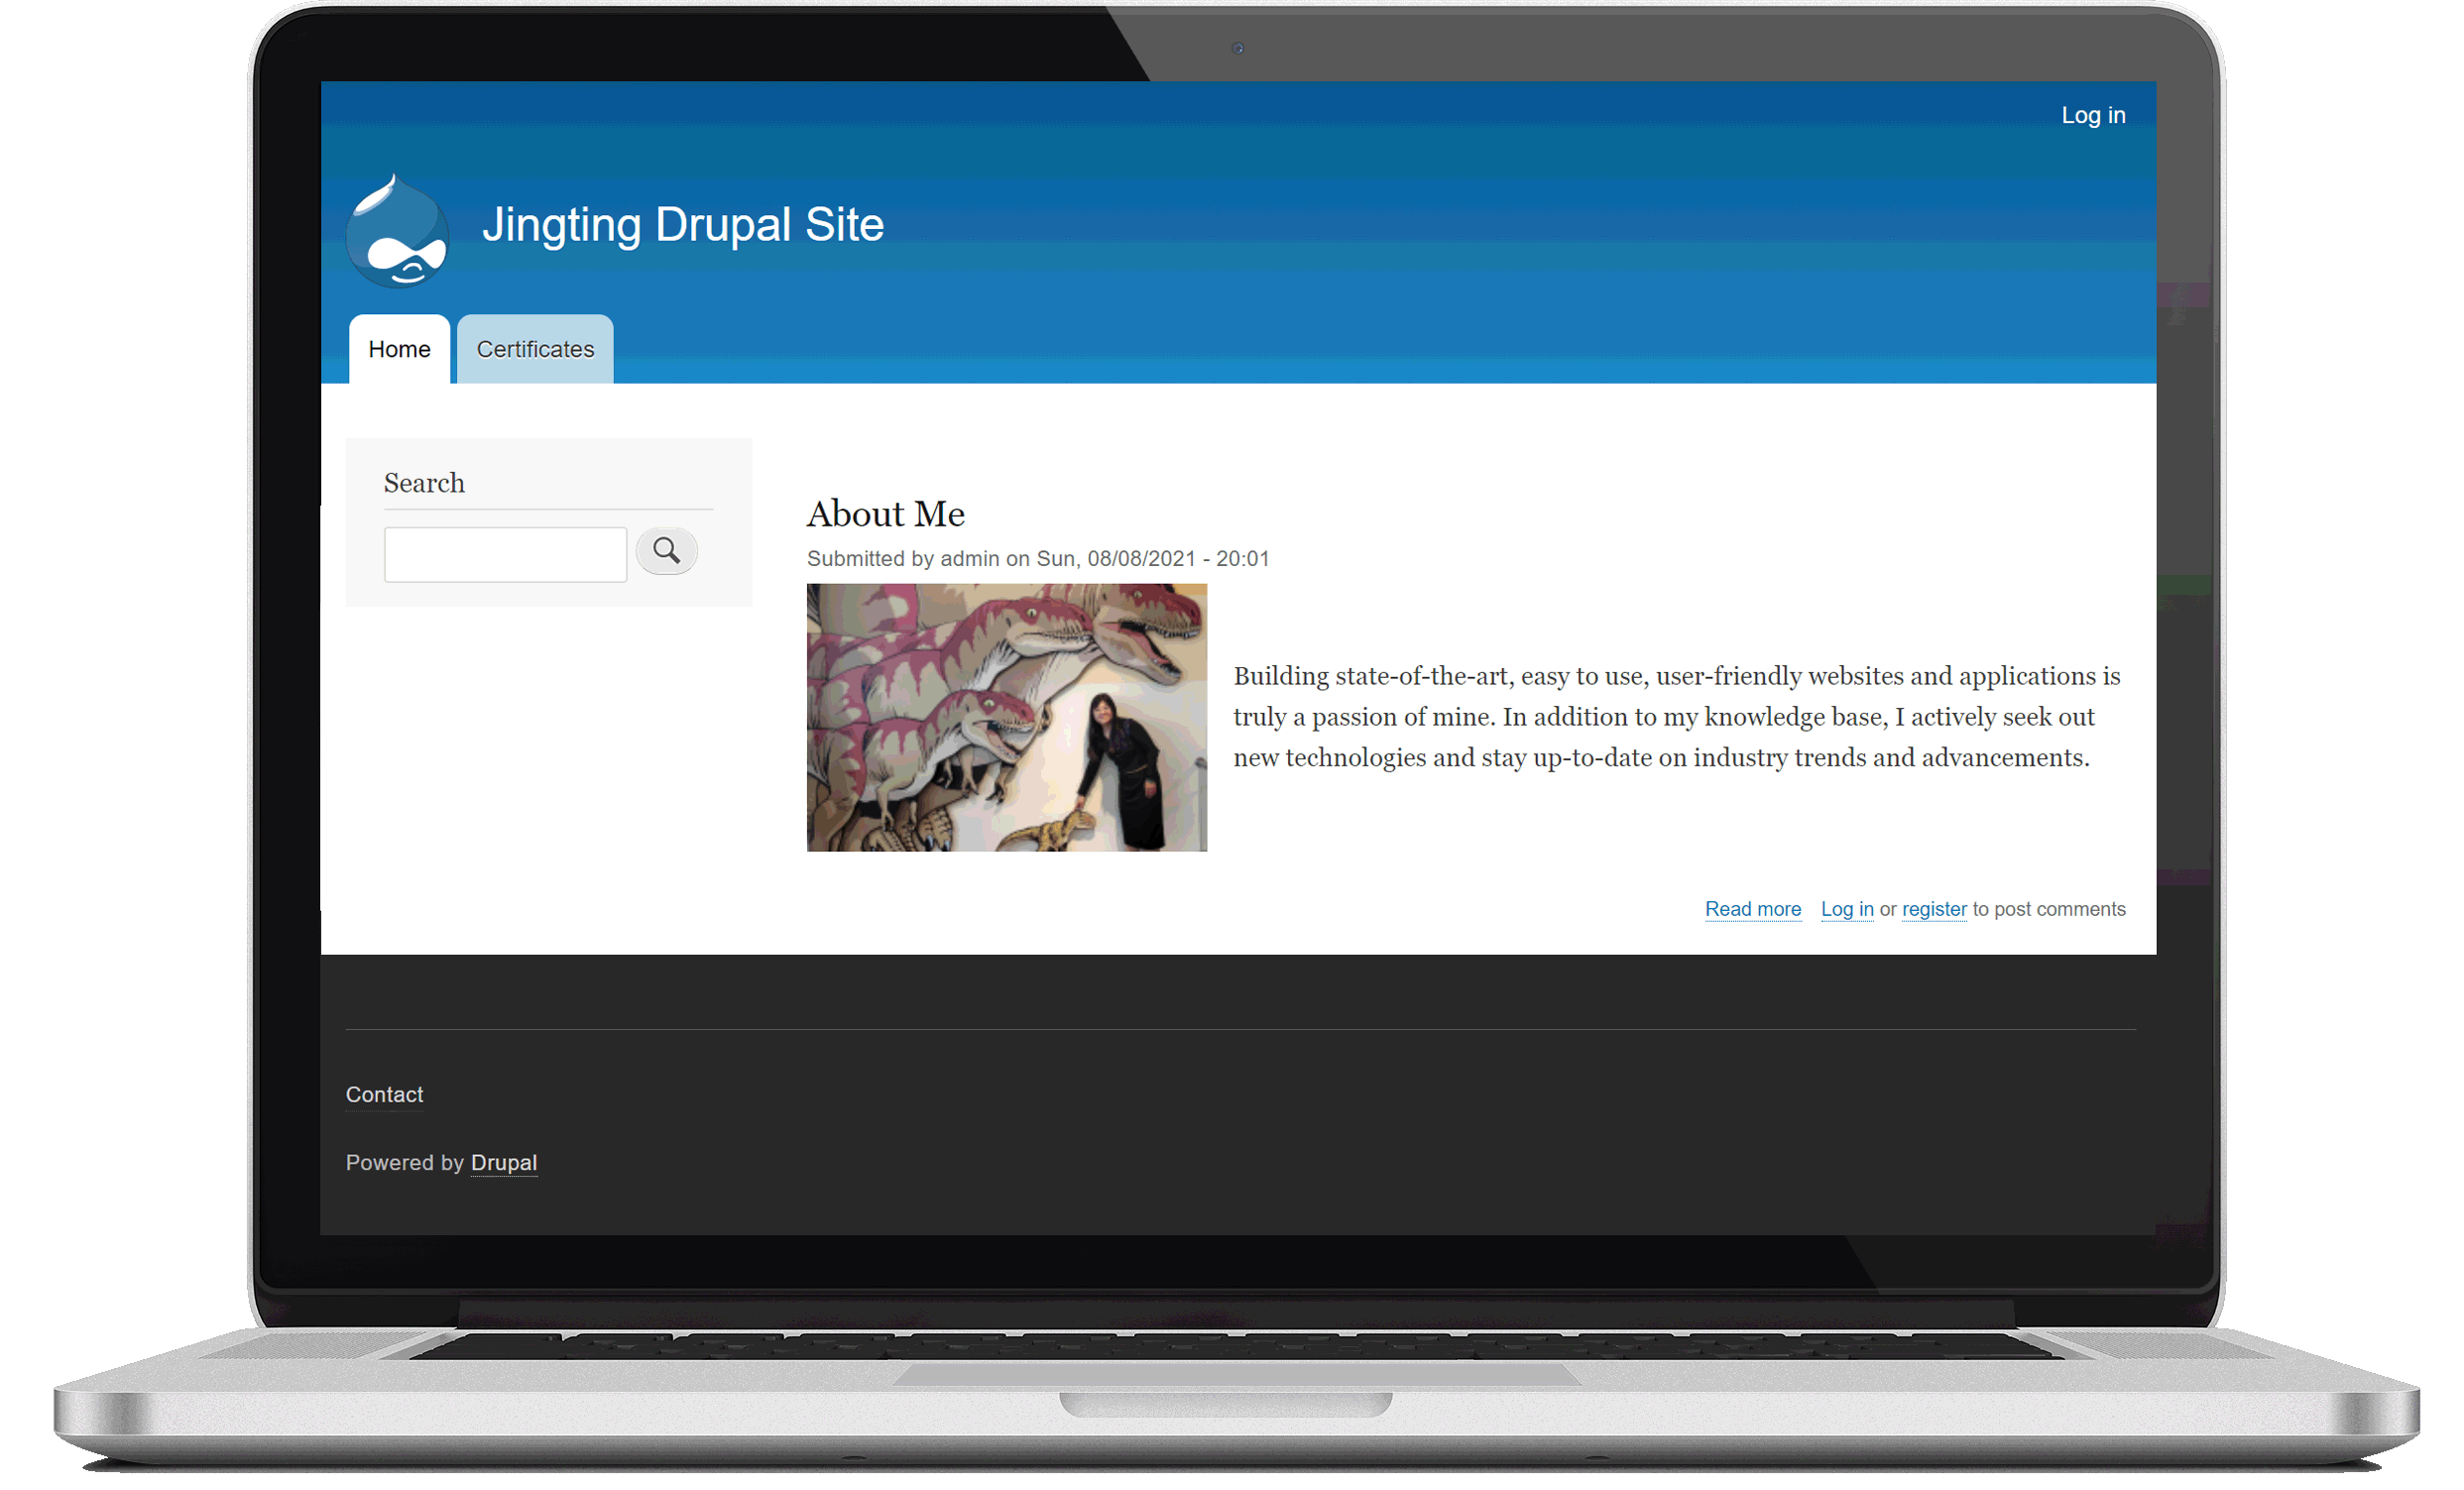 Log in
Jingting Drupal Site
Home
Certificates
Search
About Me
Submitted by admin on Sun, 08/08/2021 - 20:01
Building state-of-the-art, easy to use, user-friendly websites and applications is
truly a passion of mine. In addition to my knowledge base, I actively seek out
new technologies and stay up-to-date on industry trends and advancements.
Read more Log in or register to post comments
Contact
Powered by Drupal